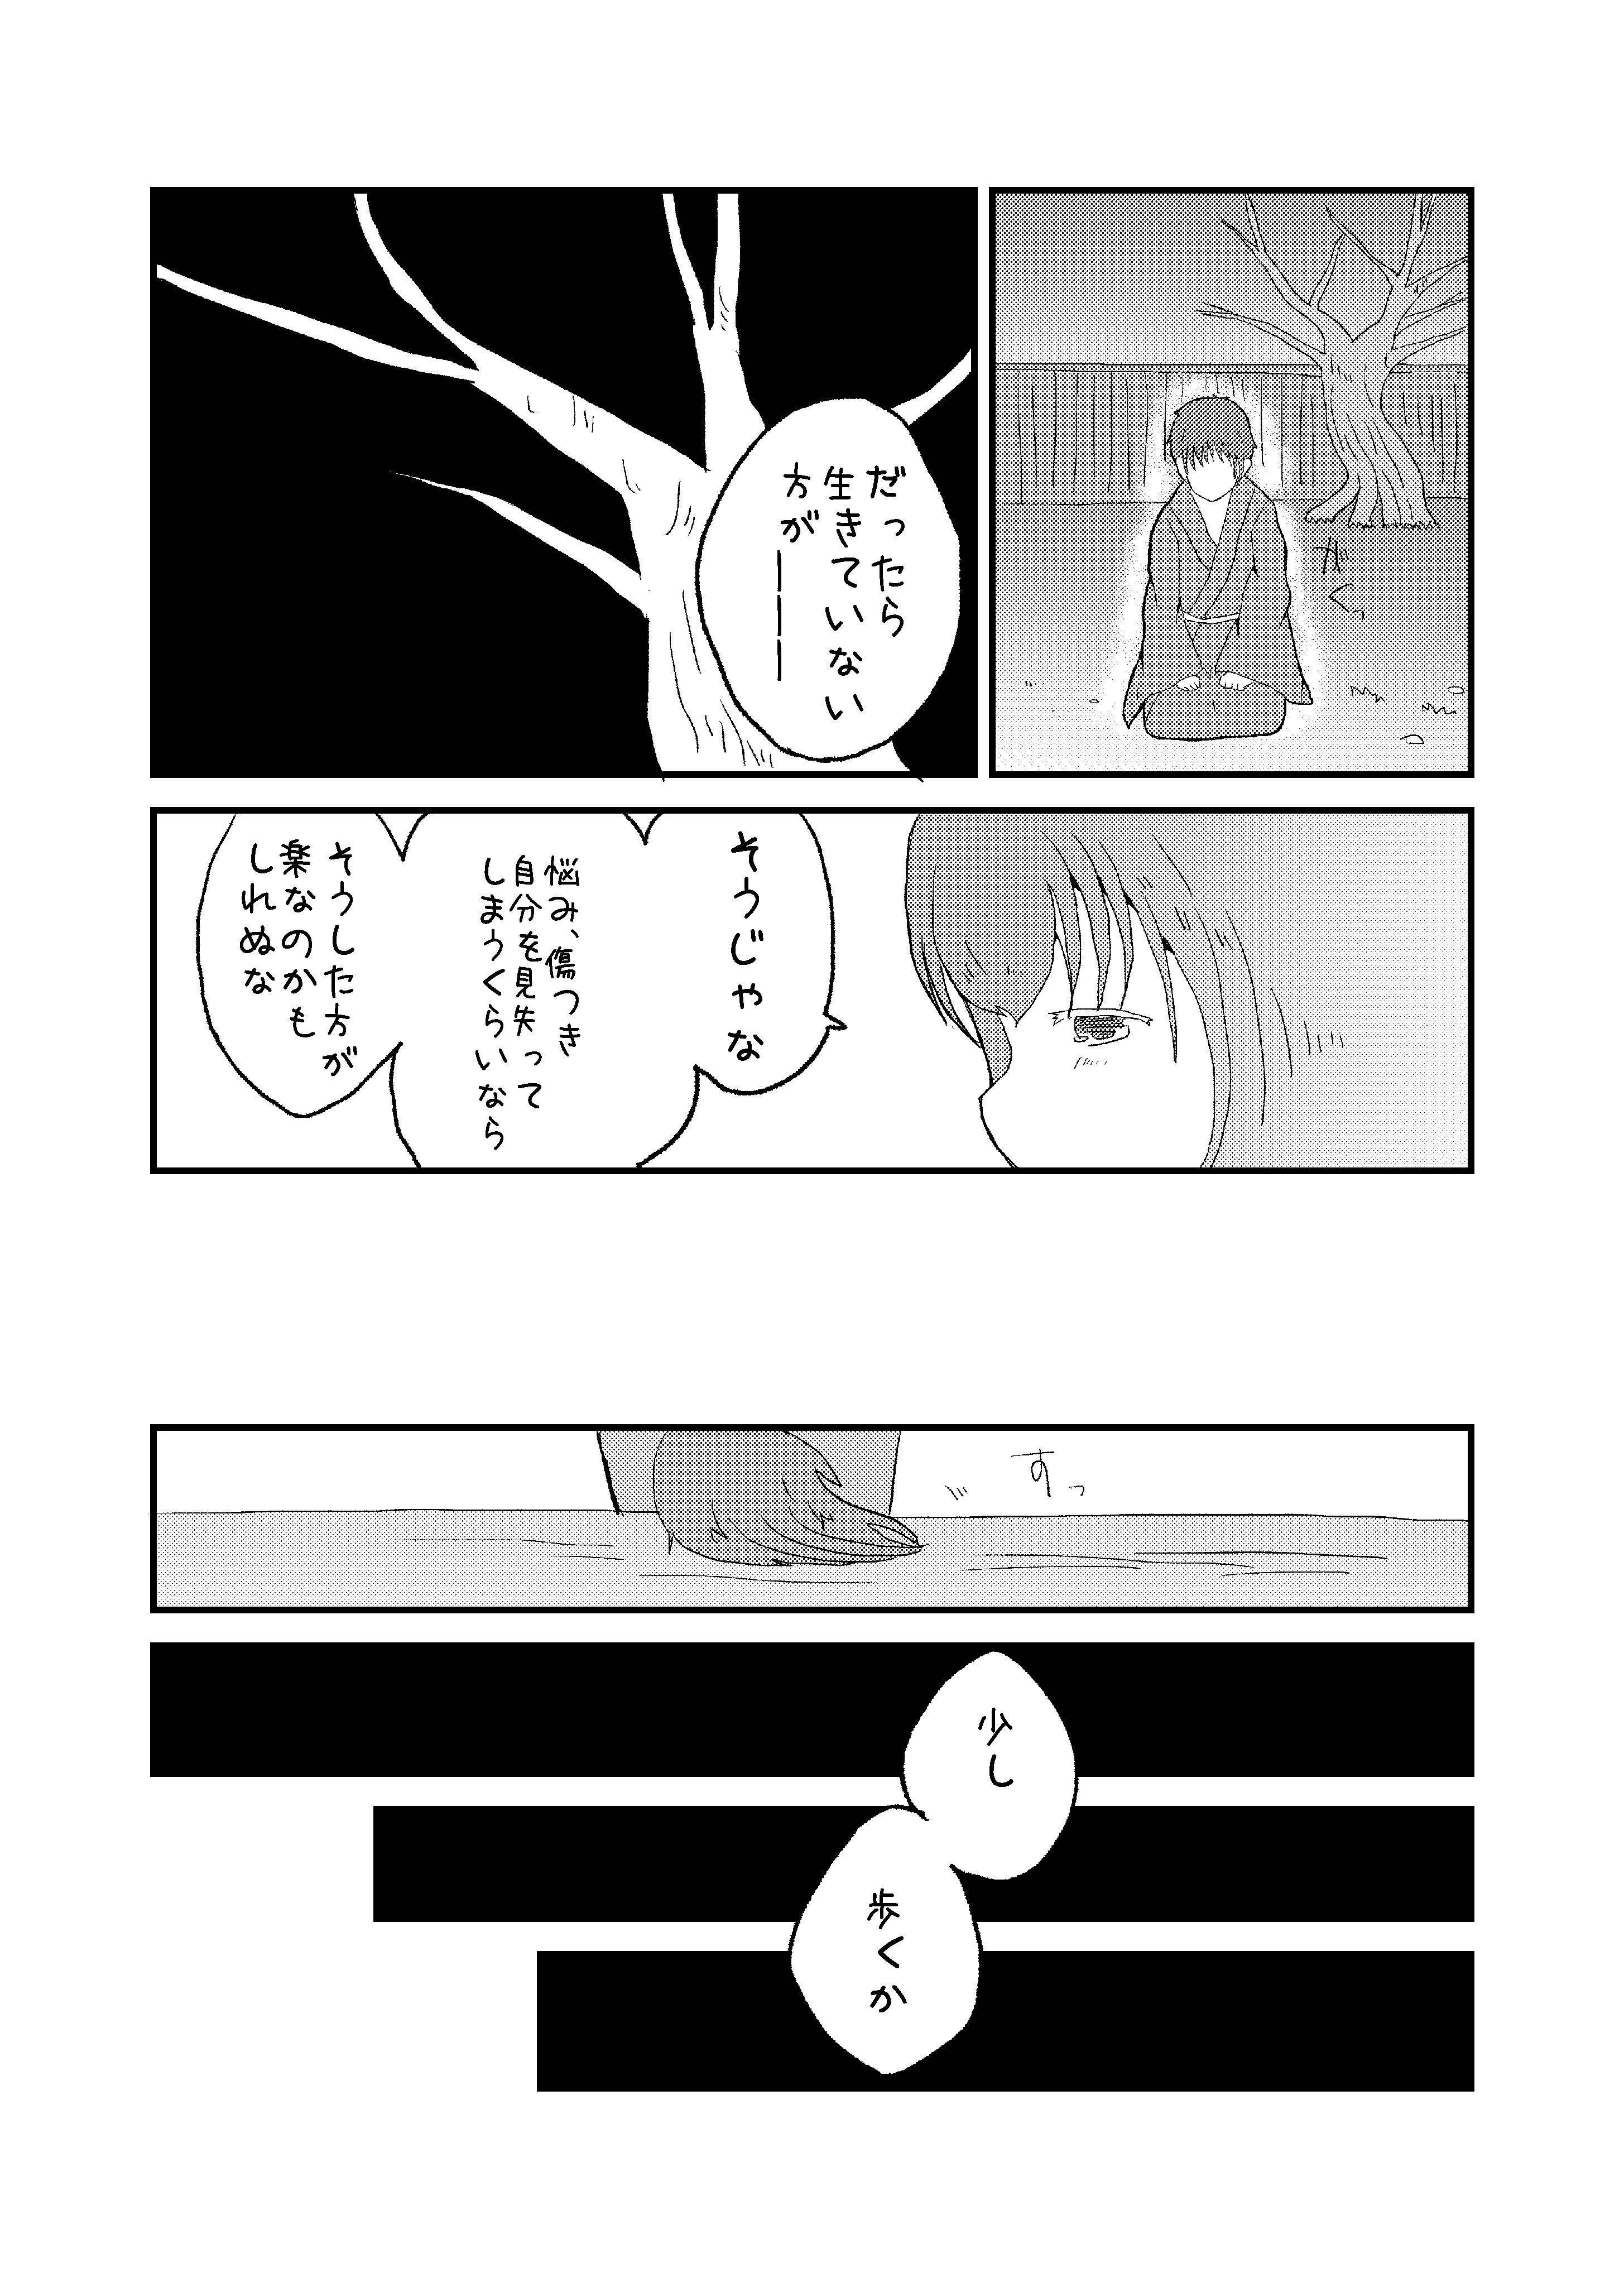 がくっ
だったら
生きていない
方が———
そうじゃな
悩み、傷つき
自分を見失って
しまうくらいなら
そうした方が
楽なのかも
しれぬな
すっ
少し
歩くか